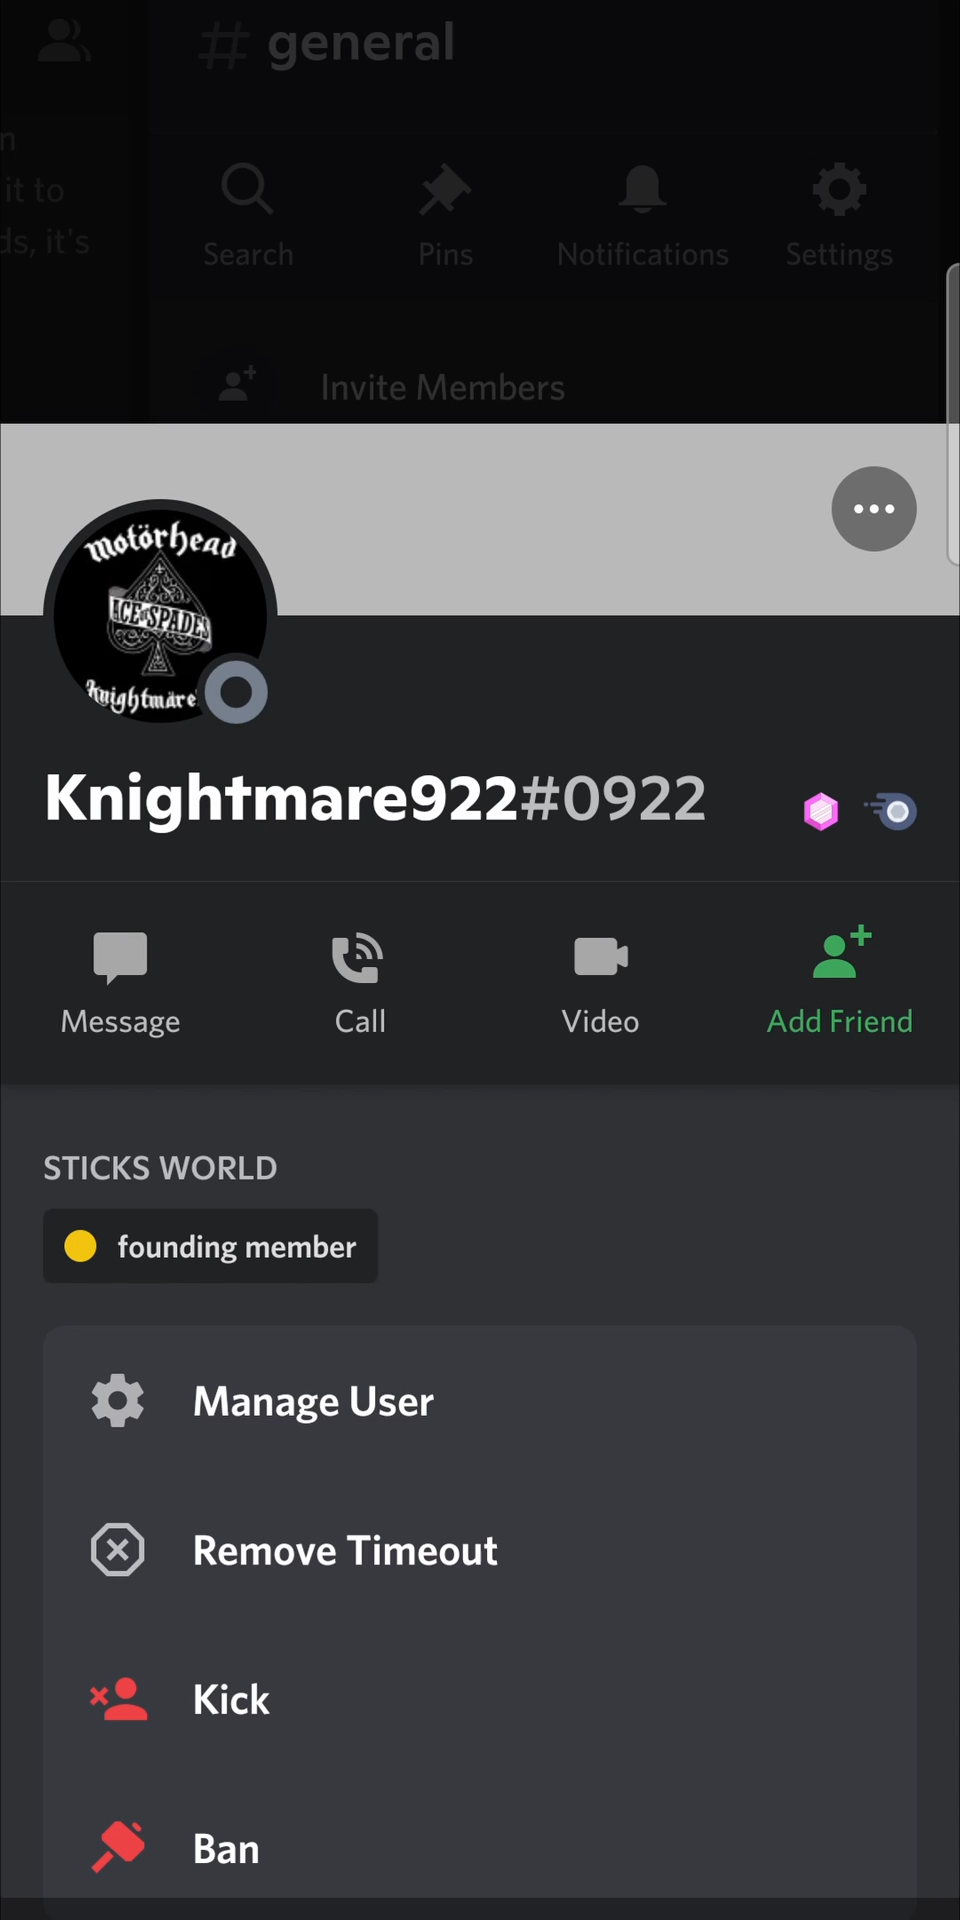 general
n
it to
ds, it's
Search
Pins
Notifications
Settings
Invite Members
motörhead
ACE OF SPADES
Knightmare
Knightmare922#0922
Message
Call
Video
Add Friend
STICKS WORLD
founding member
Manage User
Remove Timeout
Kick
Ban